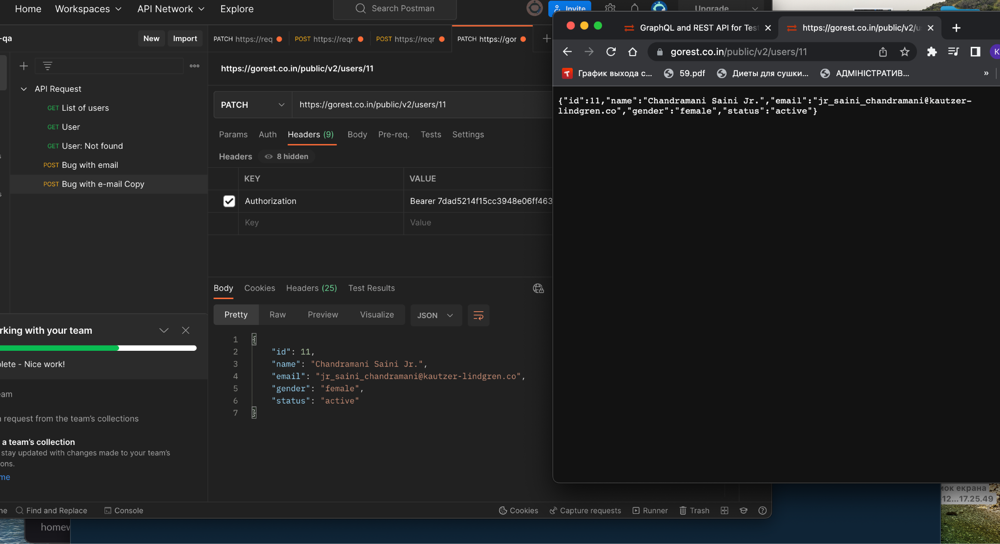 Home Workspaces API Network Explore Search Postman Invite Upgrade
-qa New Import PATCH https://req POST https://reqr POST https://reqr PATCH https://gor
https://gorest.co.in/public/v2/users/11
API Request
GET List of users
GET User
GET User: Not found
POST Bug with email
POST Bug with e-mail Copy
PATCH https://gorest.co.in/public/v2/users/11
Params Auth Headers (9) Body Pre-req. Tests Settings
Headers 8 hidden
KEY VALUE
Authorization Bearer 7dad5214f15cc3948e06ff463
Key Value
Body Cookies Headers (25) Test Results
Pretty Raw Preview Visualize JSON
1 {
2 "id": 11,
3 "name": "Chandramani Saini Jr.",
4 "email": "jr_saini_chandramani@kautzer-lindgren.co",
5 "gender": "female",
6 "status": "active"
7 }
rking with your team
lete - Nice work!
eam
a request from the team's collections
a team's collection
stay updated with changes made to your team's
ons.
me
ne Find and Replace Console Cookies Capture requests Runner Trash
homew
GraphQL and REST API for Test https://gorest.co.in/public/v2/u
gorest.co.in/public/v2/users/11 K
График выхода с... 59.pdf Диеты для сушки... АДМІНІСТРАТИВ... »
{"id":11,"name":"Chandramani Saini Jr.","email":"jr_saini_chandramani@kautzer-
lindgren.co","gender":"female","status":"active"}
мок екрана
12...17.25.49